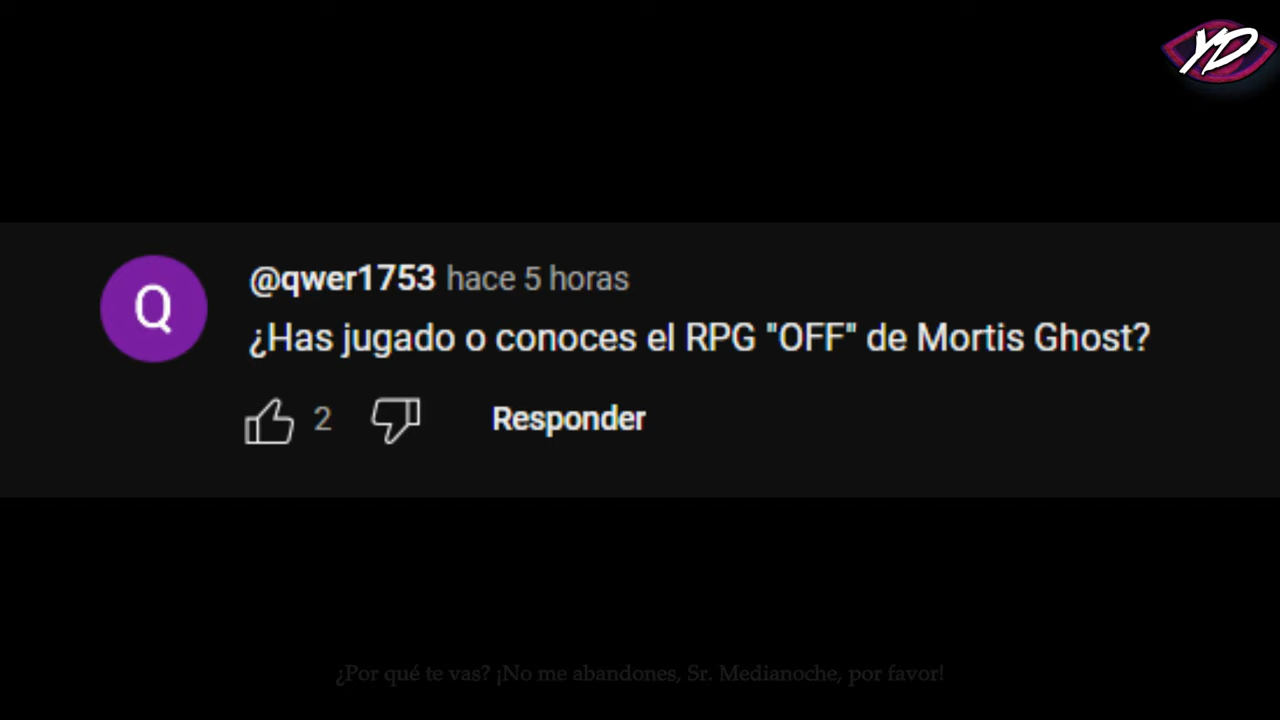 YD
Q
@qwer1753 hace 5 horas
¿Has jugado o conoces el RPG "OFF" de Mortis Ghost?
2 Responder
¿Por qué te vas? ¡No me abandones, Sr. Medianoche, por favor!